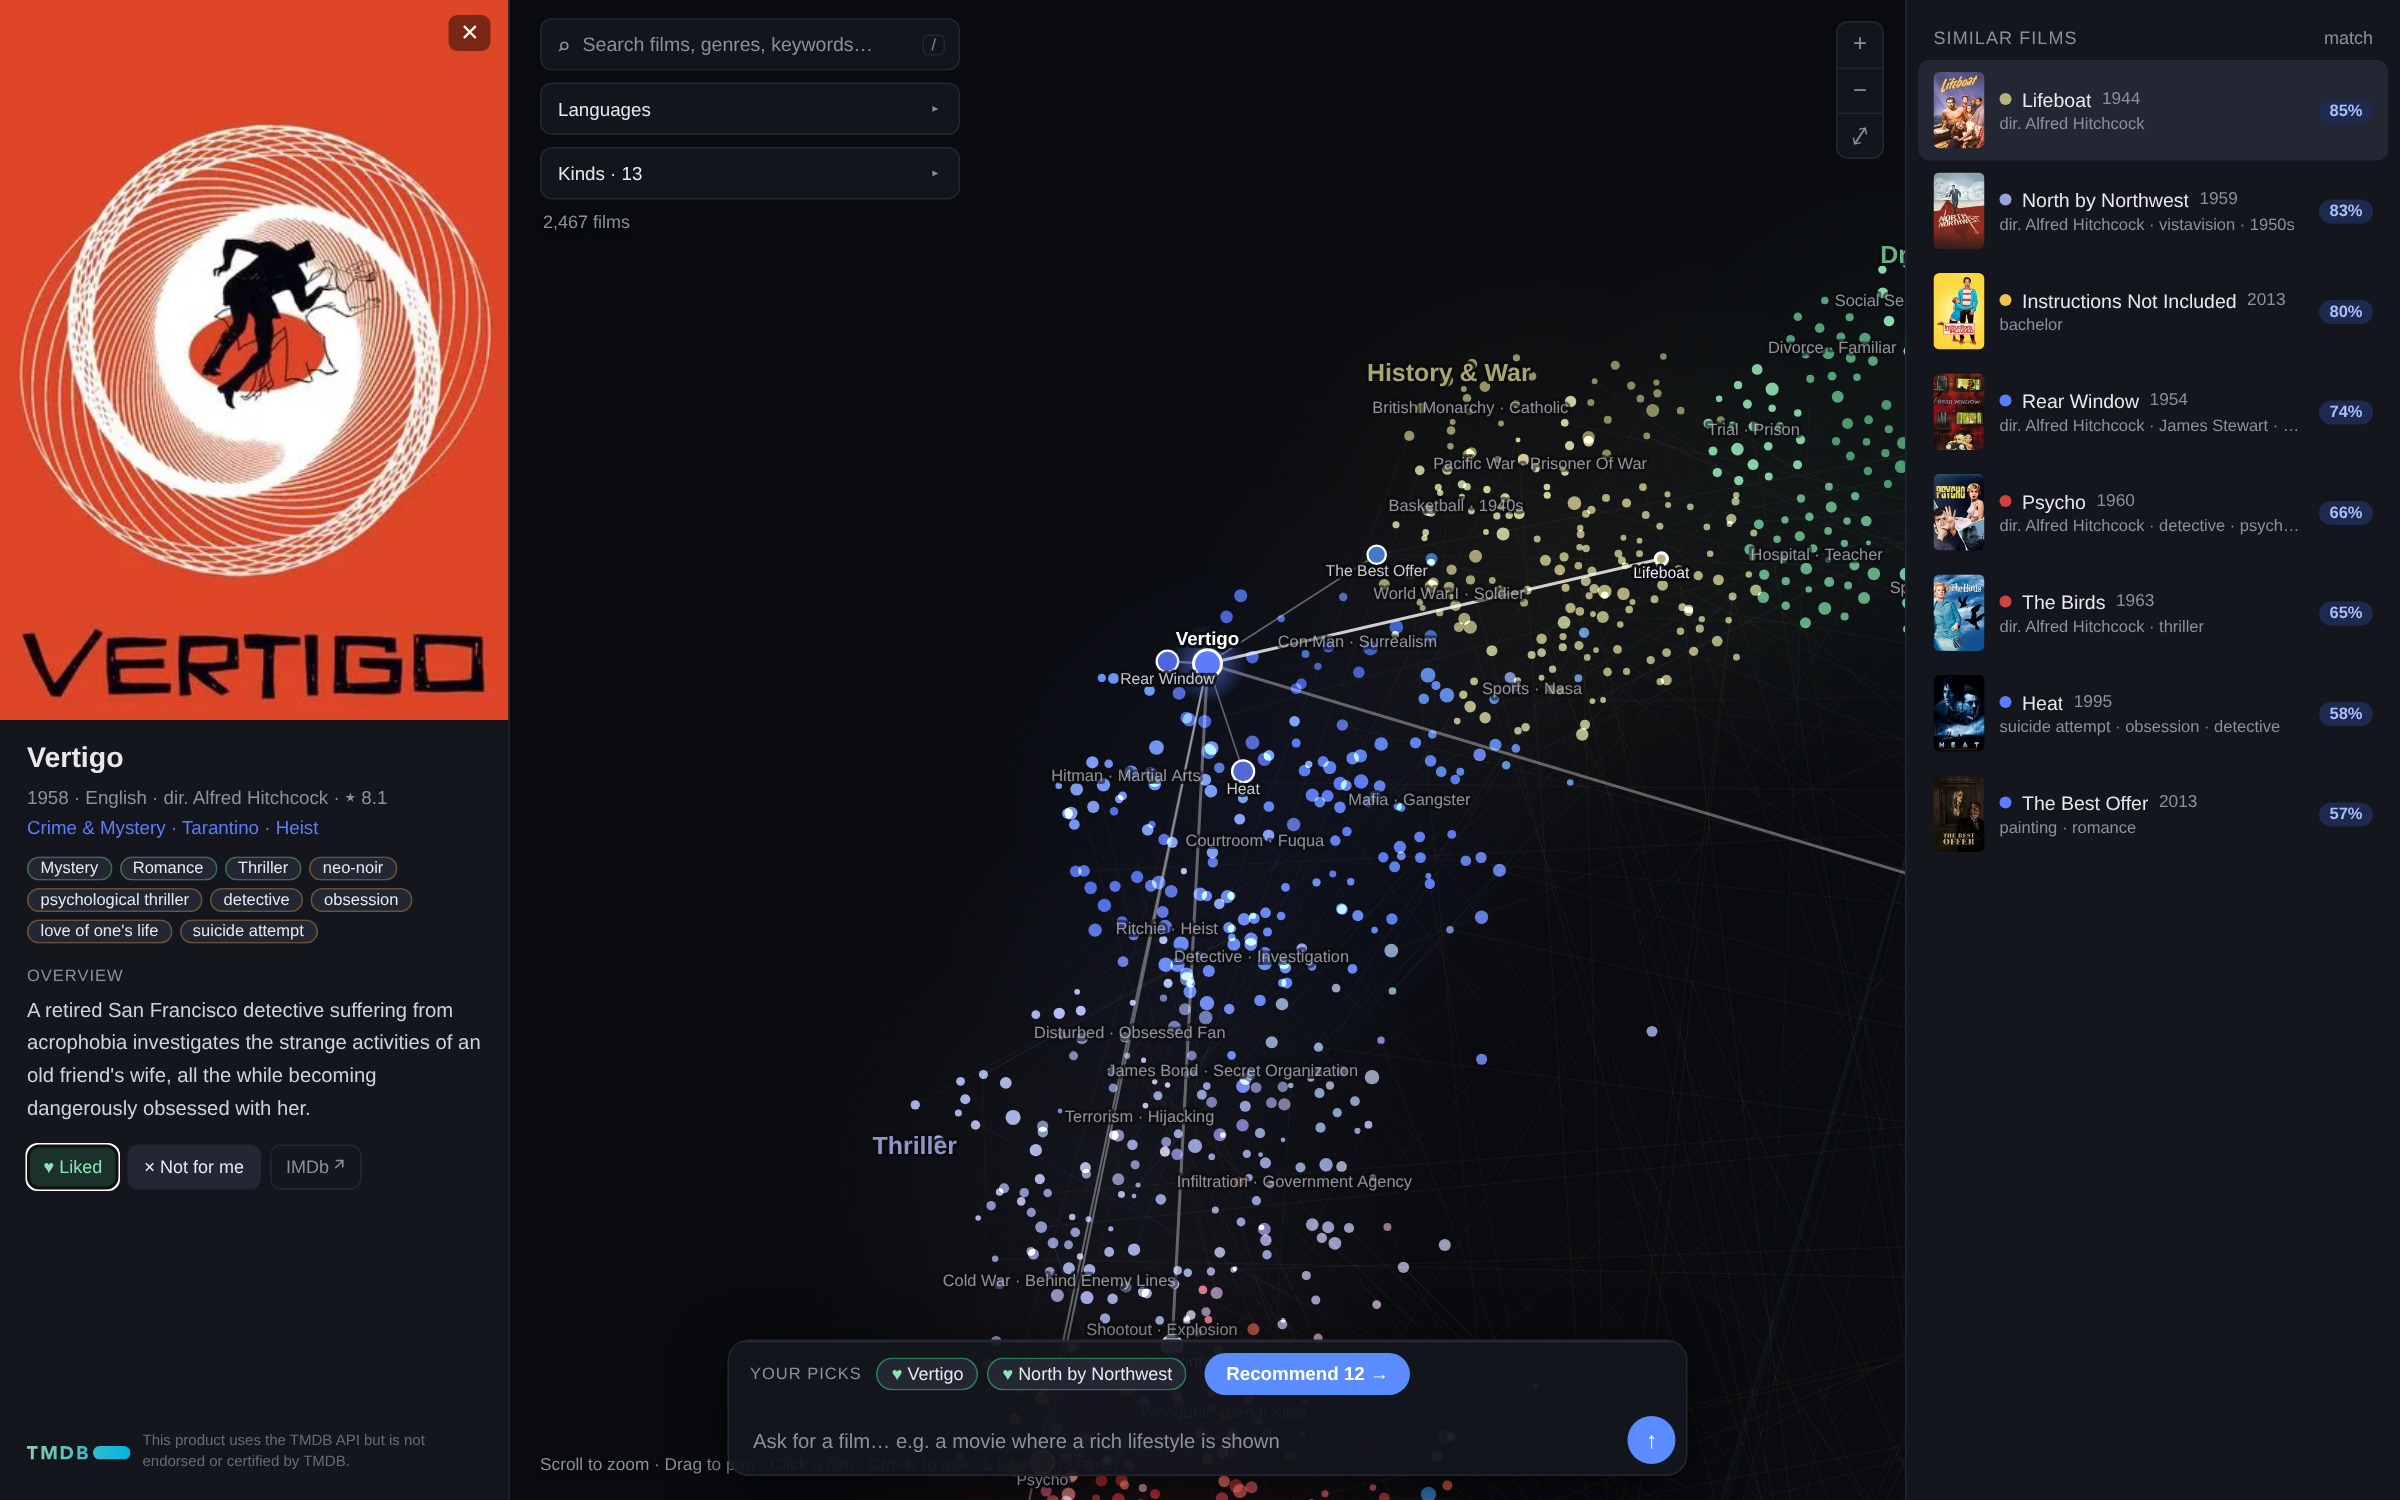 ✕
VERTIGO
Vertigo
1958 · English · dir. Alfred Hitchcock · ★ 8.1
Crime & Mystery · Tarantino · Heist
Mystery Romance Thriller neo-noir
psychological thriller detective obsession
love of one's life suicide attempt
OVERVIEW
A retired San Francisco detective suffering from
acrophobia investigates the strange activities of an
old friend's wife, all the while becoming
dangerously obsessed with her.
♥ Liked × Not for me IMDb ↗
TMDB
This product uses the TMDB API but is not
endorsed or certified by TMDB.
Search films, genres, keywords… /
Languages
Kinds · 13
2,467 films
+
−
Social Se
Divorce · Familiar
History & War
British Monarchy · Catholic
Trial · Prison
Pacific War · Prisoner Of War
Basketball · 1940s
Hospital · Teacher
The Best Offer
Lifeboat
World War I · Soldier
Vertigo
Con Man · Surrealism
Rear Window
Sports · Nasa
Hitman · Martial Arts
Heat
Mafia · Gangster
Courtroom · Fuqua
Ritchie · Heist
Detective · Investigation
Disturbed · Obsessed Fan
James Bond · Secret Organization
Terrorism · Hijacking
Thriller
Infiltration · Government Agency
Cold War · Behind Enemy Lines
Shootout · Explosion
YOUR PICKS ♥ Vertigo ♥ North by Northwest Recommend 12 →
Ask for a film… e.g. a movie where a rich lifestyle is shown ↑
Scroll to zoom · Drag to pan
Psycho
SIMILAR FILMS match
Lifeboat 1944
dir. Alfred Hitchcock
85%
North by Northwest 1959
dir. Alfred Hitchcock · vistavision · 1950s
83%
Instructions Not Included 2013
bachelor
80%
Rear Window 1954
dir. Alfred Hitchcock · James Stewart · …
74%
Psycho 1960
dir. Alfred Hitchcock · detective · psych…
66%
The Birds 1963
dir. Alfred Hitchcock · thriller
65%
Heat 1995
suicide attempt · obsession · detective
58%
The Best Offer 2013
painting · romance
57%